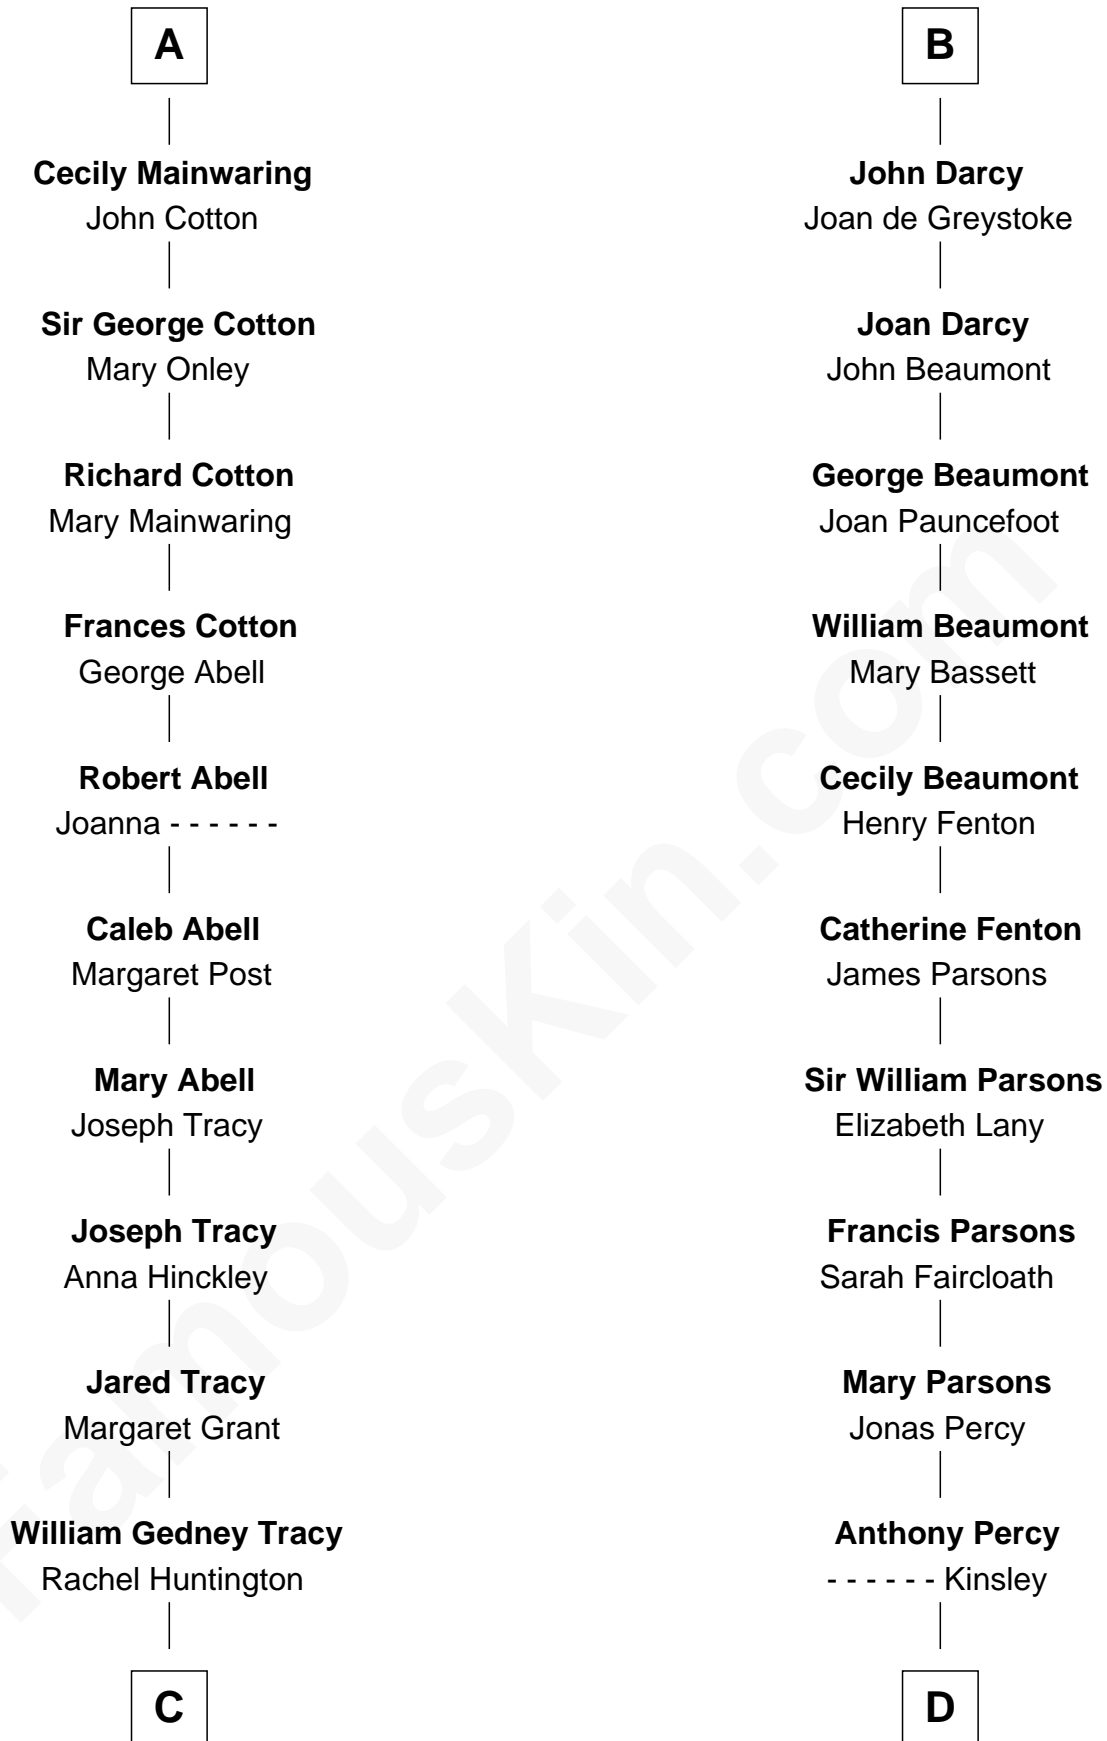 A
Cecily Mainwaring
John Cotton
Sir George Cotton
Mary Onley
Richard Cotton
Mary Mainwaring
Frances Cotton
George Abell
Robert Abell
Joanna - - - - - -
Caleb Abell
Margaret Post
Mary Abell
Joseph Tracy
Joseph Tracy
Anna Hinckley
Jared Tracy
Margaret Grant
William Gedney Tracy
Rachel Huntington
C
B
John Darcy
Joan de Greystoke
Joan Darcy
John Beaumont
George Beaumont
Joan Pauncefoot
William Beaumont
Mary Bassett
Cecily Beaumont
Henry Fenton
Catherine Fenton
James Parsons
Sir William Parsons
Elizabeth Lany
Francis Parsons
Sarah Faircloath
Mary Parsons
Jonas Percy
Anthony Percy
- - - - - - Kinsley
D
FamousKin.com